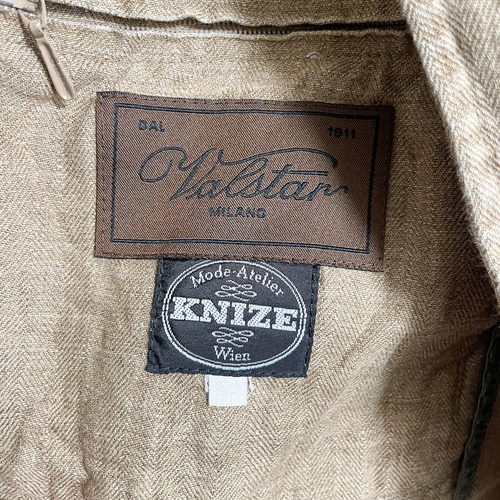 DAL 1911
Valstar
MILANO
Mode-Atelier
KNIZE
Wien